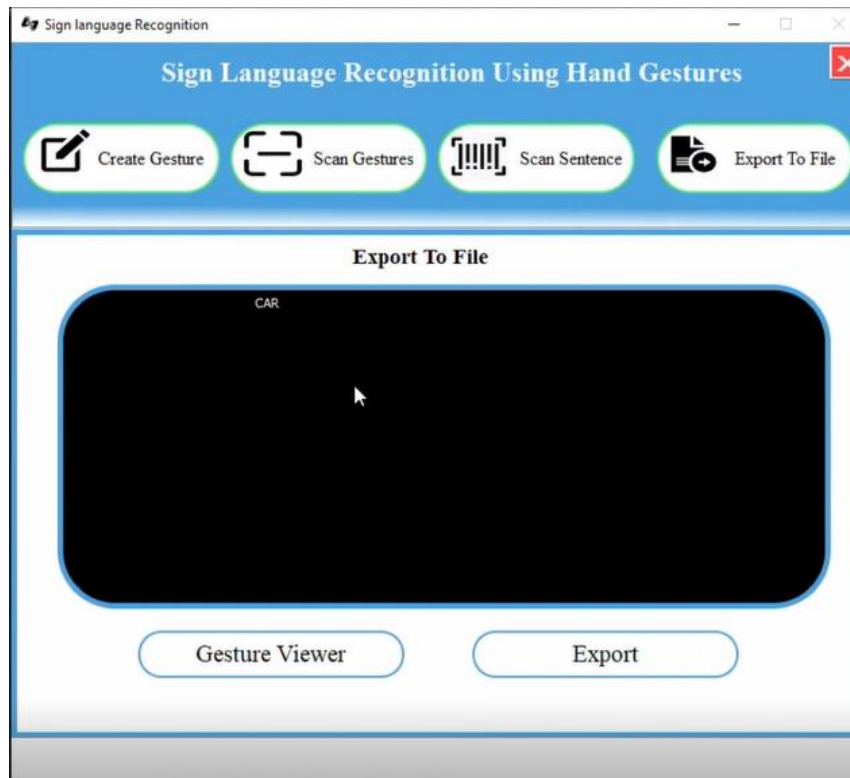 Sign language Recognition
Sign Language Recognition Using Hand Gestures
Create Gesture
Scan Gestures
Scan Sentence
Export To File
Export To File
CAR
Gesture Viewer
Export